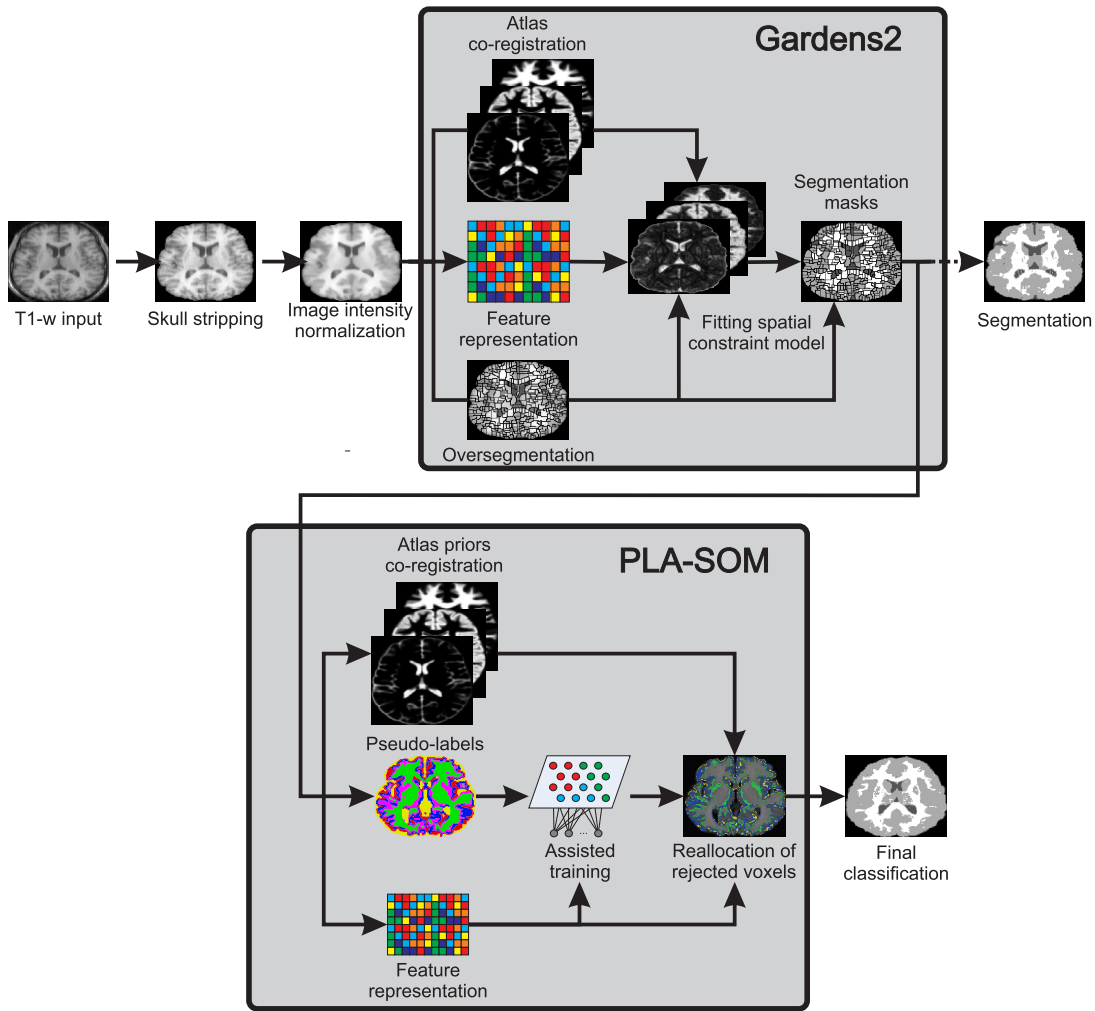 Atlas
co-registration
Gardens2
Segmentation
masks
T1-w input
Skull stripping
Image intensity
normalization
Feature
representation
Fitting spatial
constraint model
Segmentation
Oversegmentation
-
Atlas priors
co-registration
PLA-SOM
Pseudo-labels
...
Assisted
training
Reallocation of
rejected voxels
Final
classification
Feature
representation